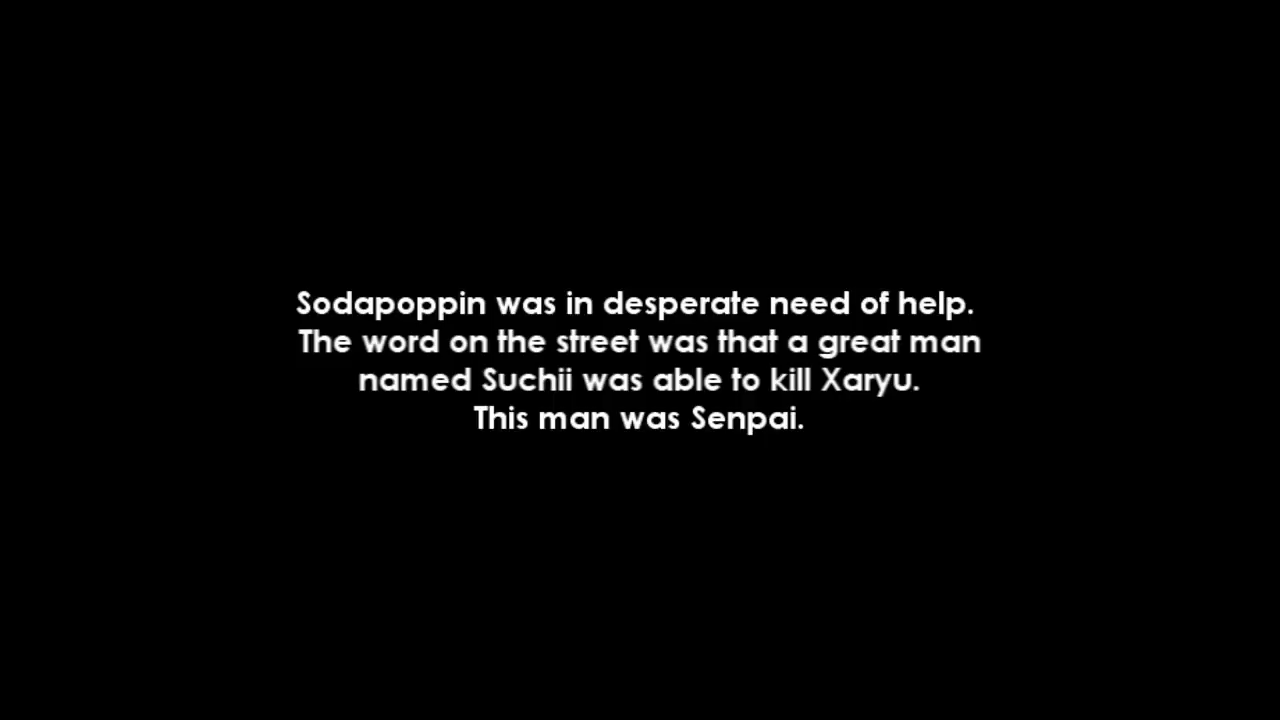 Sodapoppin was in desperate need of help.
The word on the street was that a great man
named Suchii was able to kill Xaryu.
This man was Senpai.